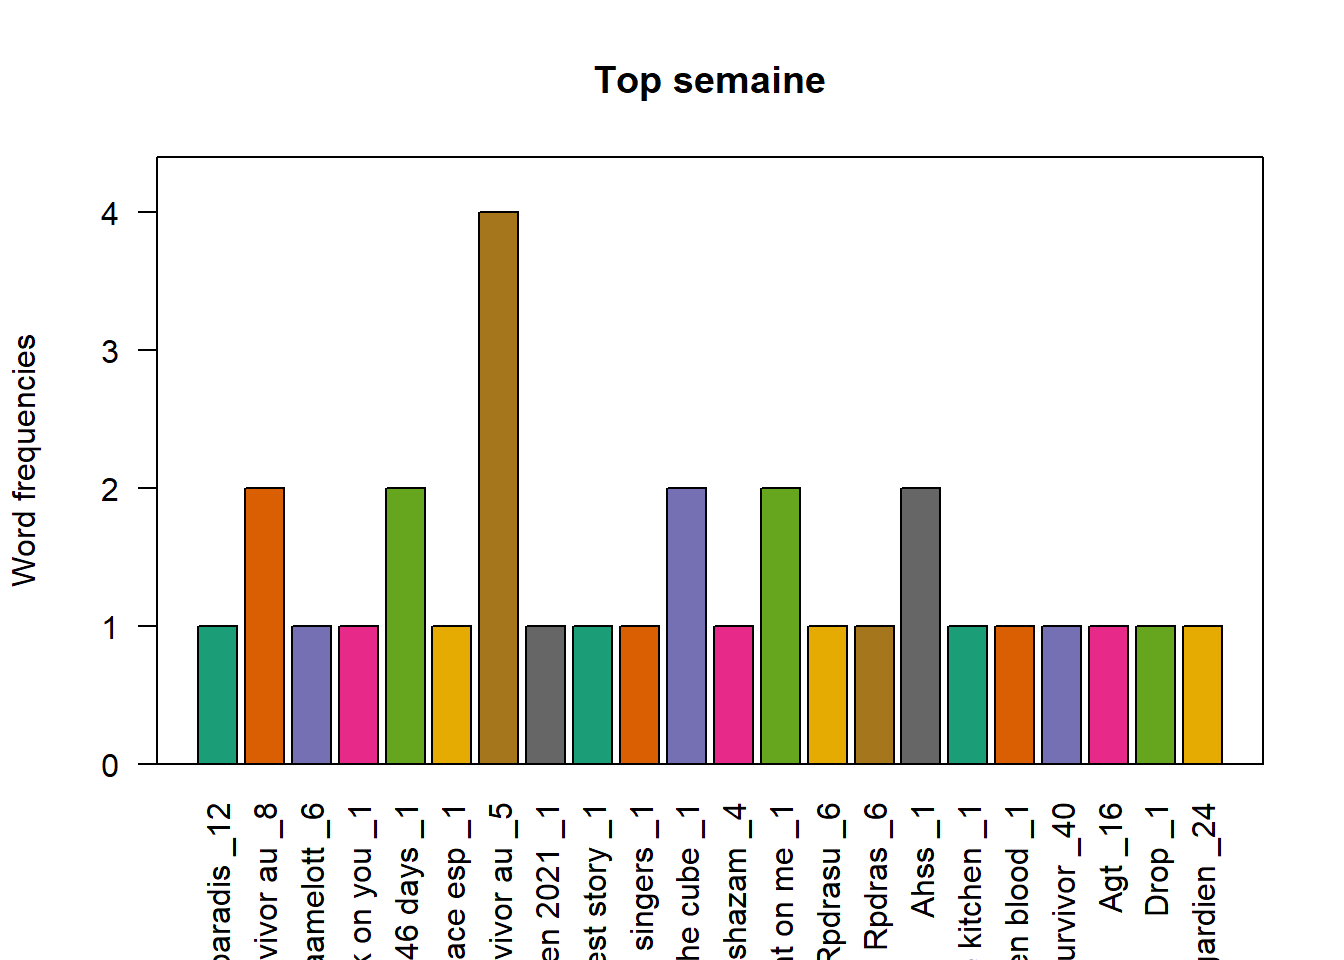 Top semaine
Word frequencies
4
3
2
1
0
paradis _12
vivor au _8
aamelott _6
on you _1
46 days _1
ace esp _1
vivor au _5
en 2021 _1
est story _1
singers _1
he cube _1
shazam _4
on me _1
Rpdrasu _6
Rpdras _6
Ahss _1
kitchen _1
en blood _1
urvivor _40
Agt _16
Drop _1
gardien _24